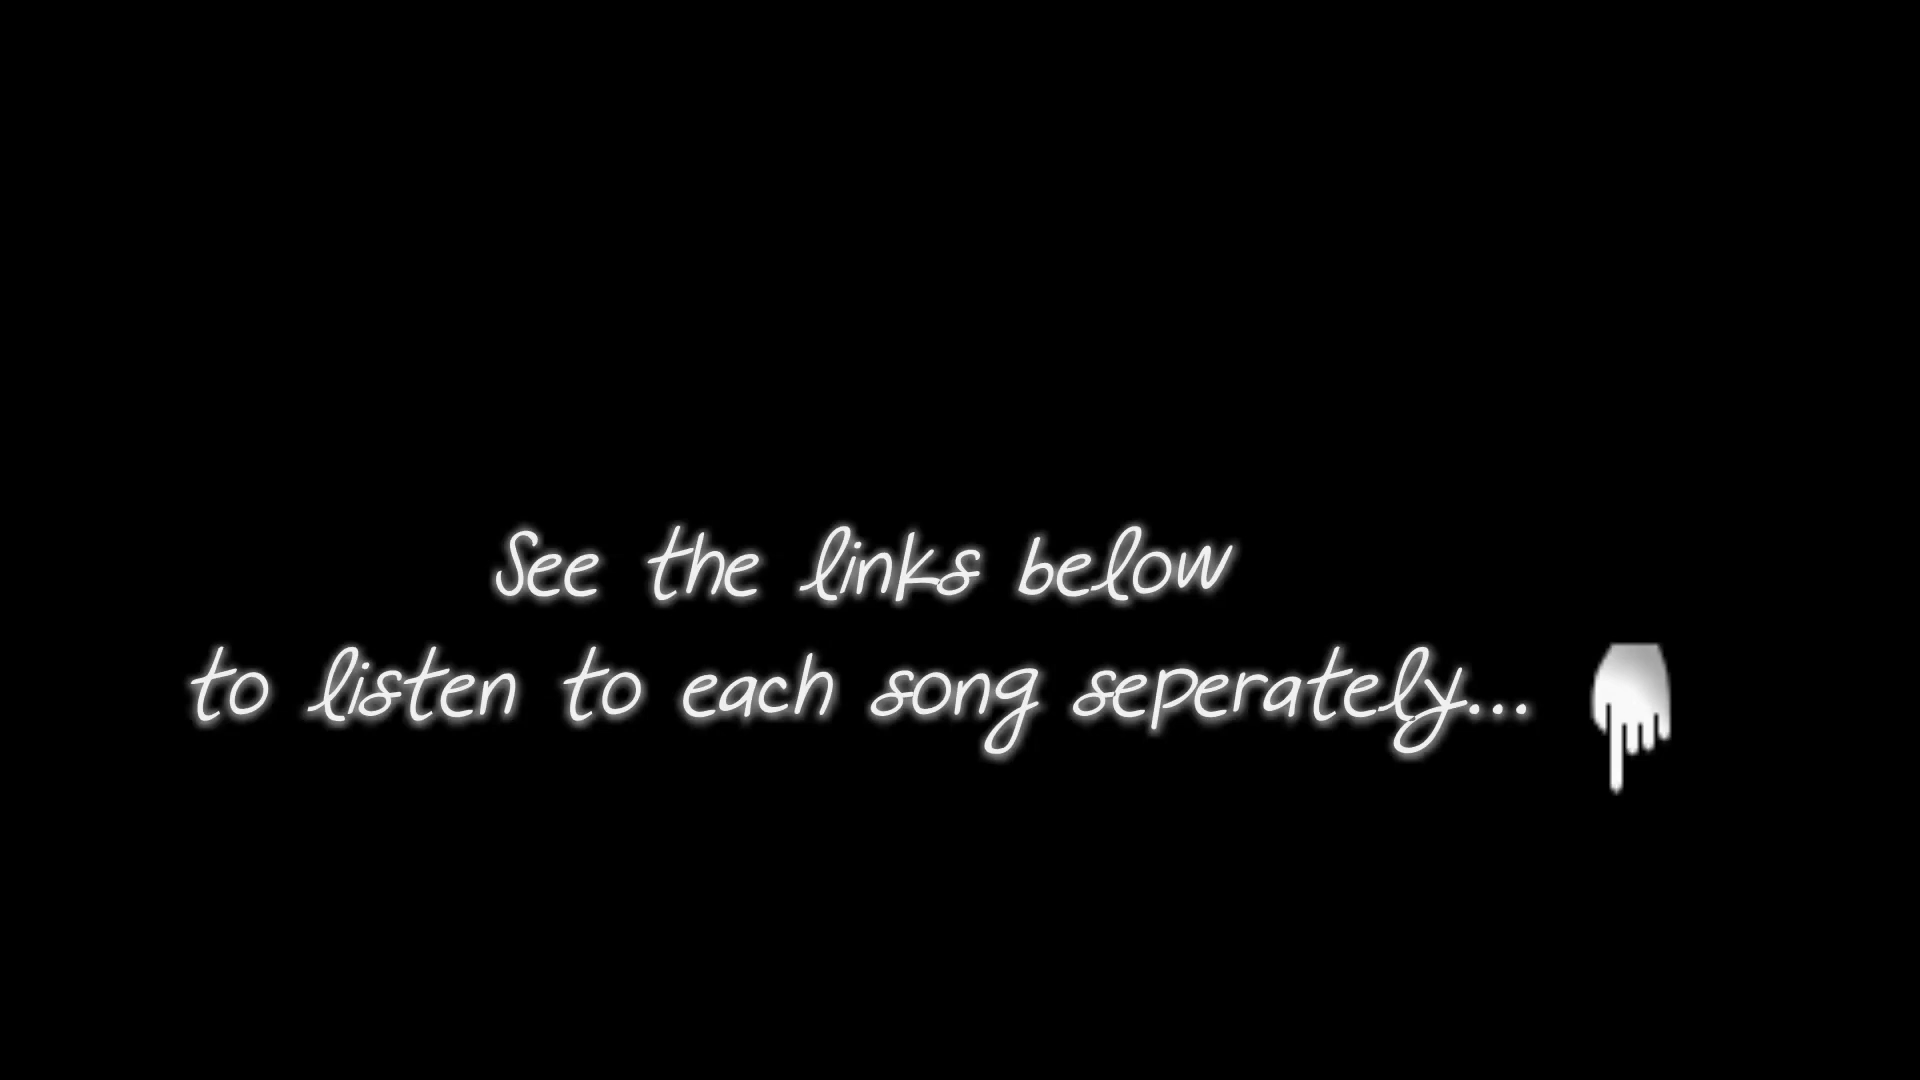 See the links below
to listen to each song seperately...